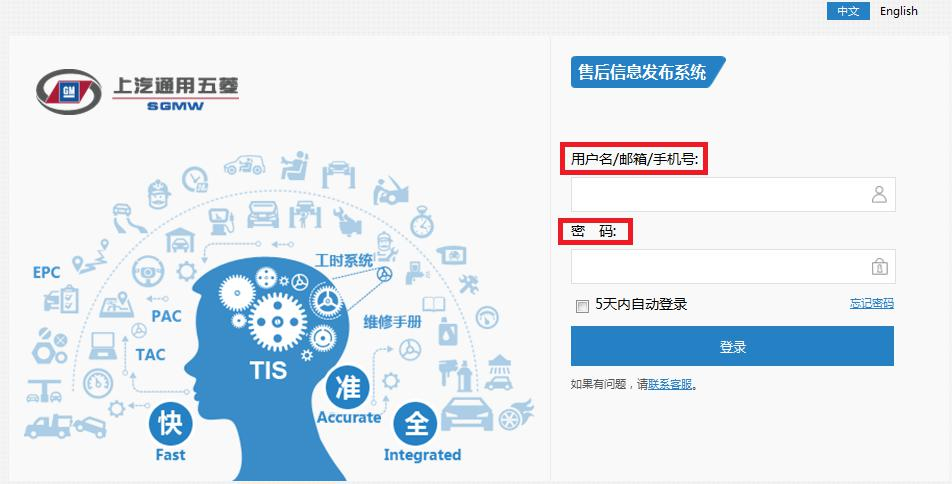 中文 English
GM 上汽通用五菱
SGMW
售后信息发布系统
用户名/邮箱/手机号:
密 码:
5天内自动登录 忘记密码
登录
如果有问题，请联系客服。
EPC
PAC
TAC
工时系统
维修手册
TIS
快
Fast
准
Accurate
全
Integrated